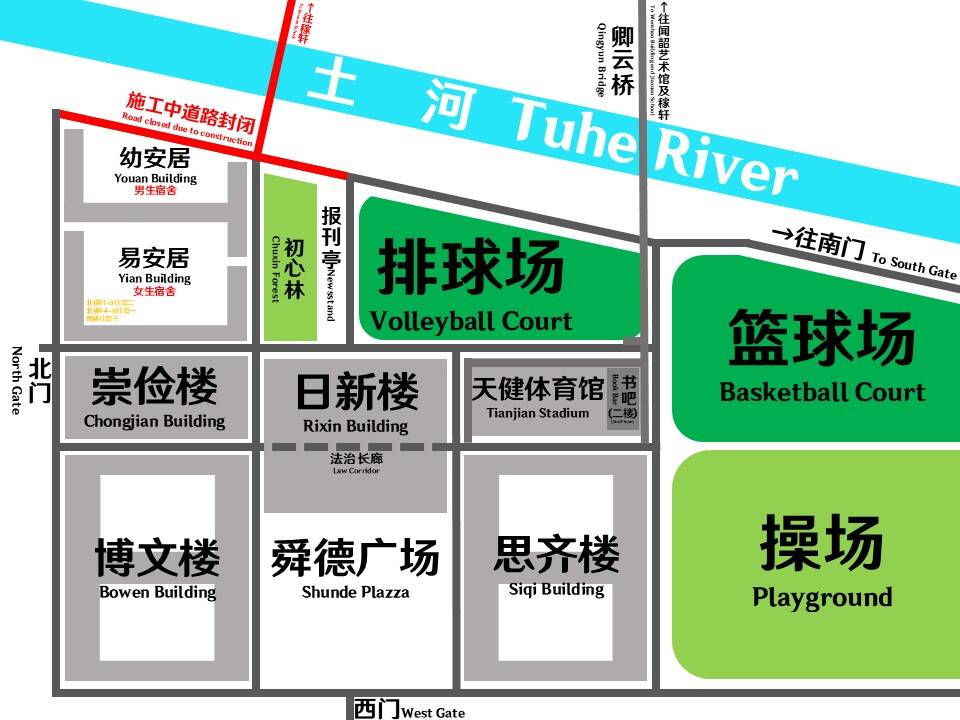 ↑往稼轩
卿云桥
Qingyun Bridge
↑往闻韶艺术馆及稼轩
To Wenshao Building and Jiaxuan School
土河 Tuhe River
施工中道路封闭
Road closed due to construction
幼安居
Youan Building
男生宿舍
易安居
Yian Building
女生宿舍
初心林
Chuxin Forest
报刊亭
Newsstand
排球场
Volleyball Court
→往南门 To South Gate
篮球场
Basketball Court
北门
North Gate
崇俭楼
Chongjian Building
日新楼
Rixin Building
法治长廊
Law Corridor
天健体育馆
Tianjian Stadium
书吧
(二楼)
Book Bar
博文楼
Bowen Building
舜德广场
Shunde Plazza
思齐楼
Siqi Building
操场
Playground
西门 West Gate